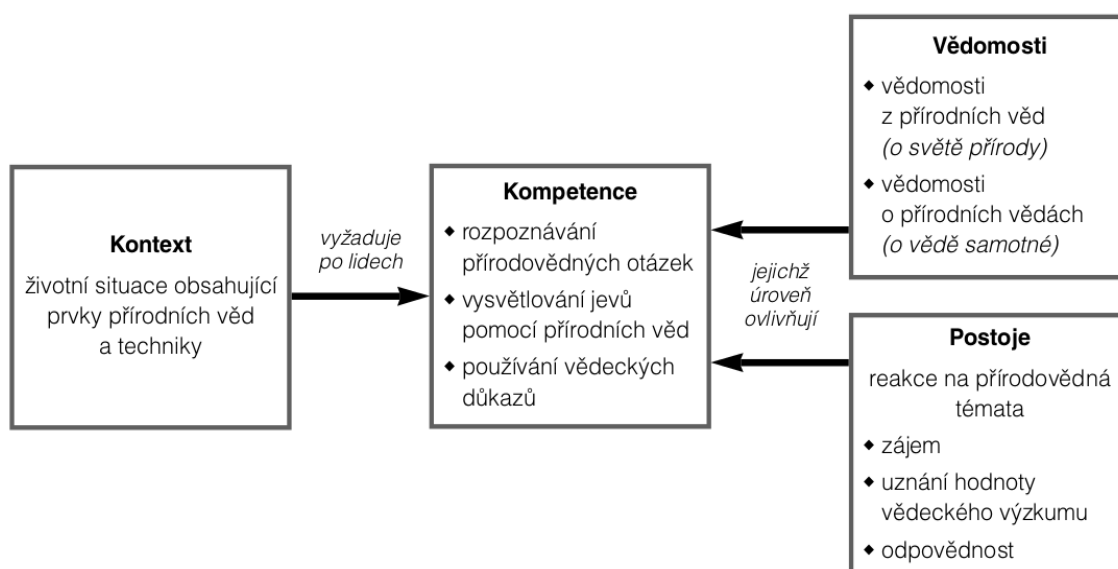 Kontext
životní situace obsahující
prvky přírodních věd
a techniky
vyžaduje
po lidech
Kompetence
◆ rozpoznávání
přírodovědných otázek
◆ vysvětlování jevů
pomocí přírodních věd
◆ používání vědeckých
důkazů
jejichž
úroveň
ovlivňují
Vědomosti
◆ vědomosti
z přírodních věd
(o světě přírody)
◆ vědomosti
o přírodních vědách
(o vědě samotné)
Postoje
reakce na přírodovědná
témata
◆ zájem
◆ uznání hodnoty
vědeckého výzkumu
◆ odpovědnost